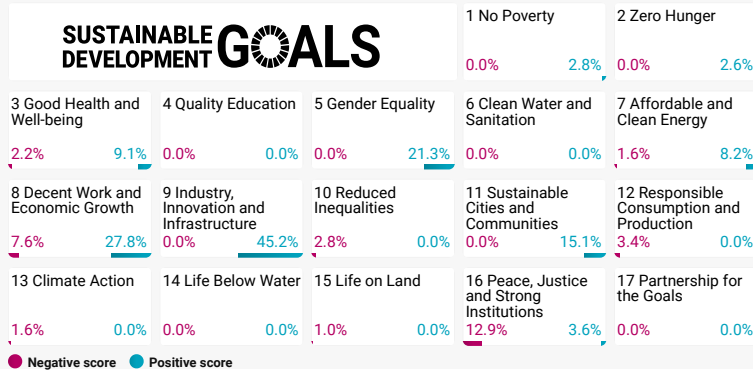 SUSTAINABLE
DEVELOPMENT
GOALS
1 No Poverty
0.0% 2.8%
2 Zero Hunger
0.0% 2.6%
3 Good Health and
Well-being
2.2% 9.1%
4 Quality Education
0.0% 0.0%
5 Gender Equality
0.0% 21.3%
6 Clean Water and
Sanitation
0.0% 0.0%
7 Affordable and
Clean Energy
1.6% 8.2%
8 Decent Work and
Economic Growth
7.6% 27.8%
9 Industry,
Innovation and
Infrastructure
0.0% 45.2%
10 Reduced
Inequalities
2.8% 0.0%
11 Sustainable
Cities and
Communities
0.0% 15.1%
12 Responsible
Consumption and
Production
3.4% 0.0%
13 Climate Action
1.6% 0.0%
14 Life Below Water
0.0% 0.0%
15 Life on Land
1.0% 0.0%
16 Peace, Justice
and Strong
Institutions
12.9% 3.6%
17 Partnership for
the Goals
0.0% 0.0%
Negative score Positive score